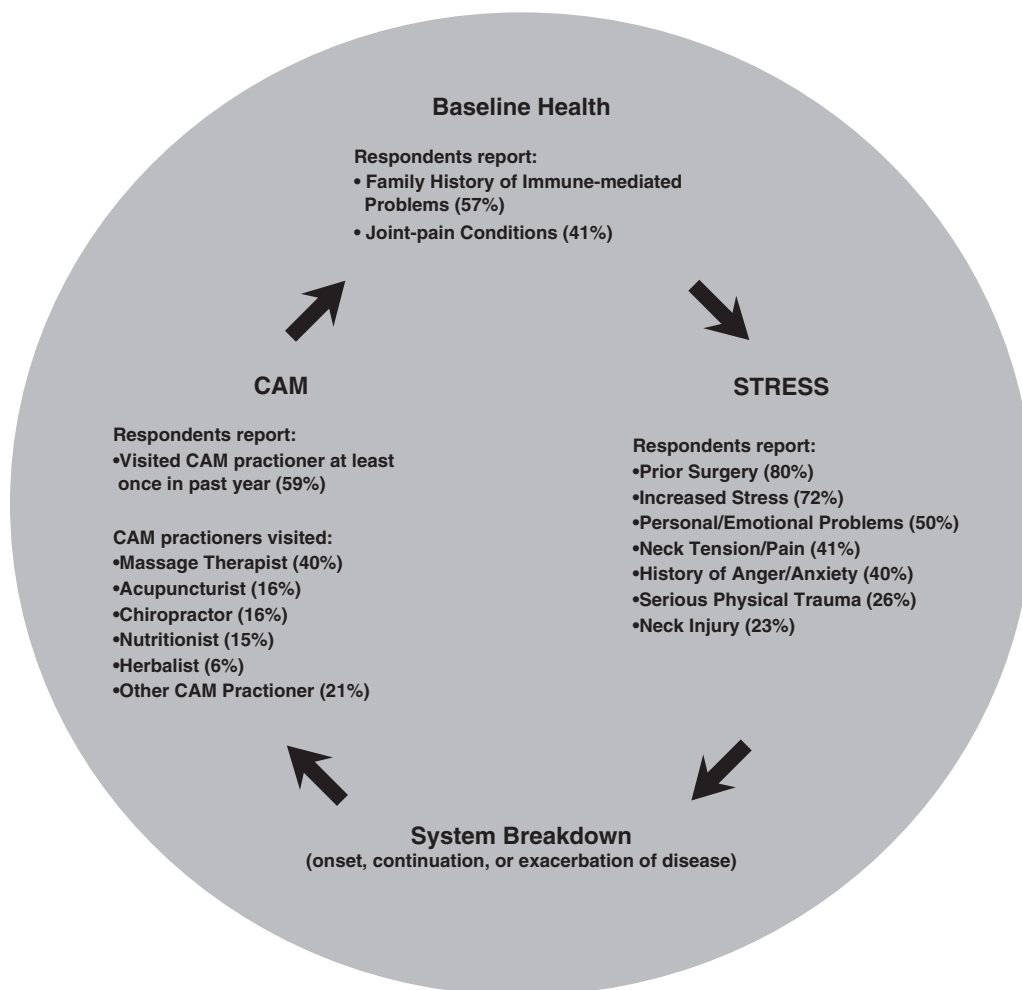 Baseline Health
Respondents report:
• Family History of Immune-mediated
Problems (57%)
• Joint-pain Conditions (41%)
CAM
Respondents report:
•Visited CAM practioner at least
once in past year (59%)
CAM practioners visited:
•Massage Therapist (40%)
•Acupuncturist (16%)
•Chiropractor (16%)
•Nutritionist (15%)
•Herbalist (6%)
•Other CAM Practioner (21%)
STRESS
Respondents report:
•Prior Surgery (80%)
•Increased Stress (72%)
•Personal/Emotional Problems (50%)
•Neck Tension/Pain (41%)
•History of Anger/Anxiety (40%)
•Serious Physical Trauma (26%)
•Neck Injury (23%)
System Breakdown
(onset, continuation, or exacerbation of disease)